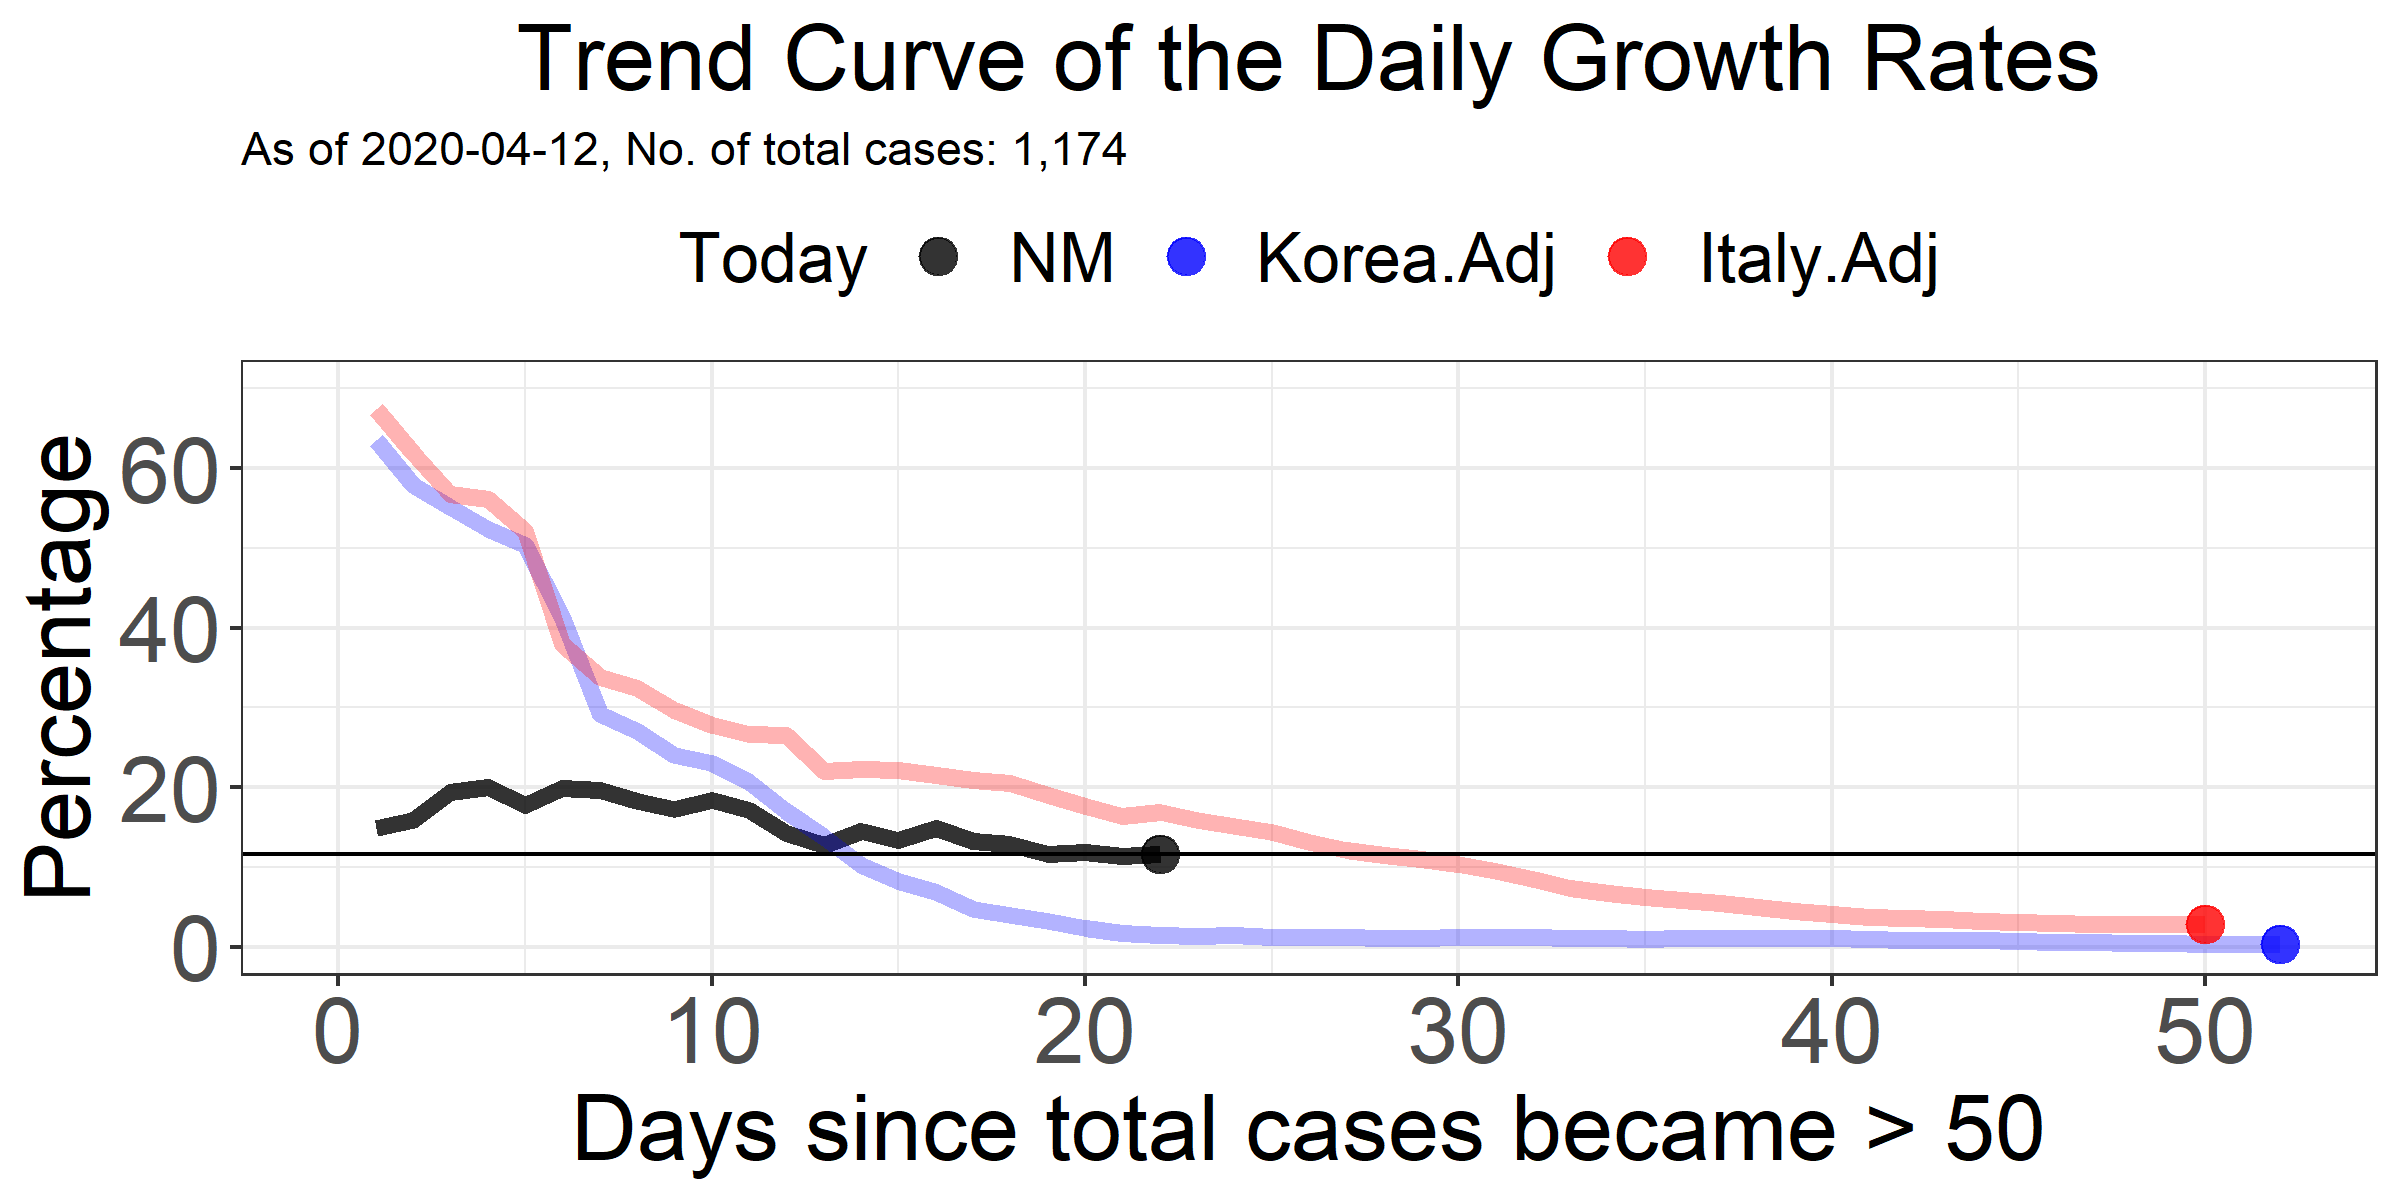 Trend Curve of the Daily Growth Rates
As of 2020-04-12, No. of total cases: 1,174
Today NM Korea.Adj Italy.Adj
Percentage
60
40
20
0
0 10 20 30 40 50
Days since total cases became > 50